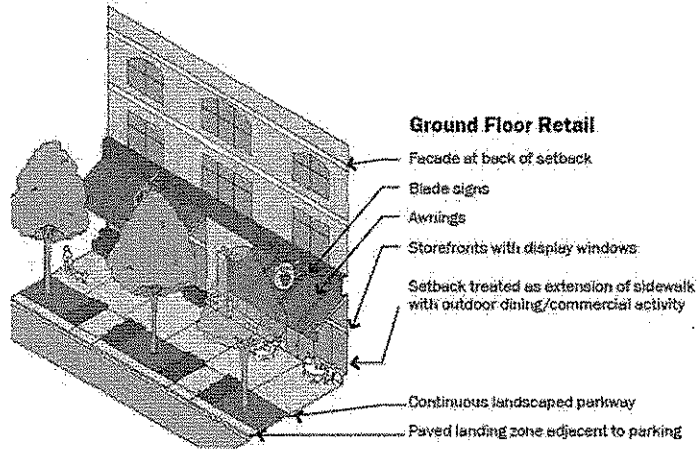 Ground Floor Retail
Facade at back of setback
Blade signs
Awnings
Storefronts with display windows
Setback treated as extension of sidewalk
with outdoor dining/commercial activity
Continuous landscaped parkway
Paved landing zone adjacent to parking